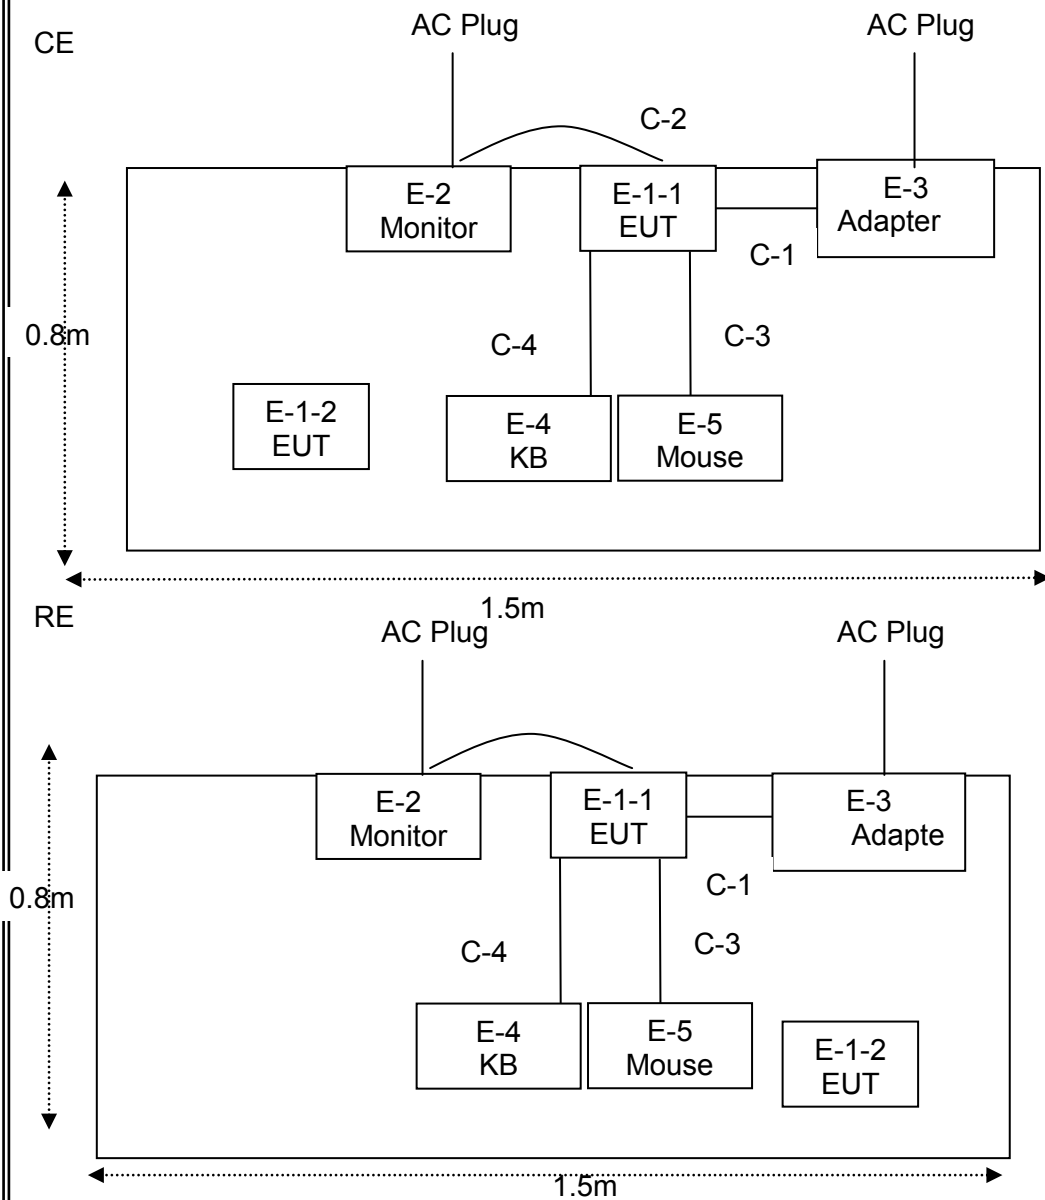 CE
AC Plug
AC Plug
C-2
E-2
Monitor
E-1-1
EUT
E-3
Adapter
C-1
0.8m
C-4
C-3
E-1-2
EUT
E-4
KB
E-5
Mouse
1.5m
RE
AC Plug
AC Plug
E-2
Monitor
E-1-1
EUT
E-3
Adapte
C-1
0.8m
C-4
C-3
E-4
KB
E-5
Mouse
E-1-2
EUT
1.5m